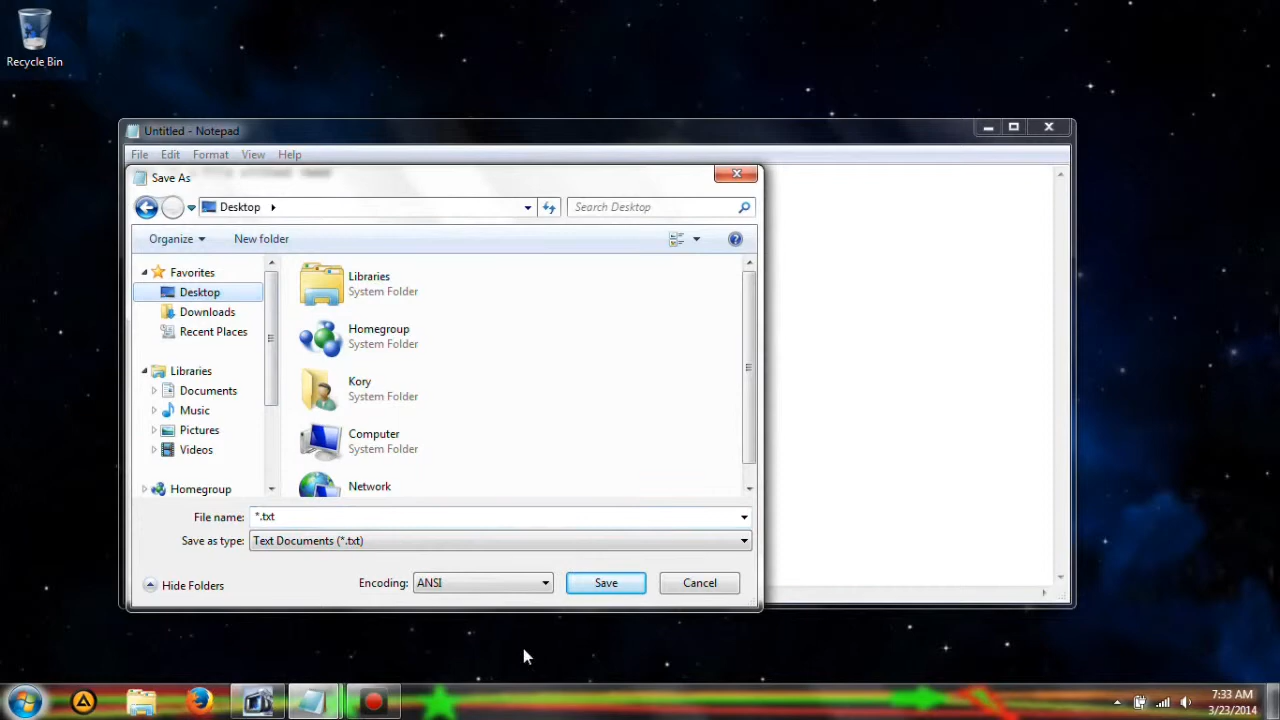 Recycle Bin
Untitled - Notepad
File Edit Format View Help
Save As
Desktop
Search Desktop
Organize New folder
Favorites
Desktop
Downloads
Recent Places
Libraries
Documents
Music
Pictures
Videos
Homegroup
Libraries
System Folder
Homegroup
System Folder
Kory
System Folder
Computer
System Folder
Network
File name: *.txt
Save as type: Text Documents (*.txt)
Hide Folders
Encoding: ANSI
Save
Cancel
7:33 AM
3/23/2014